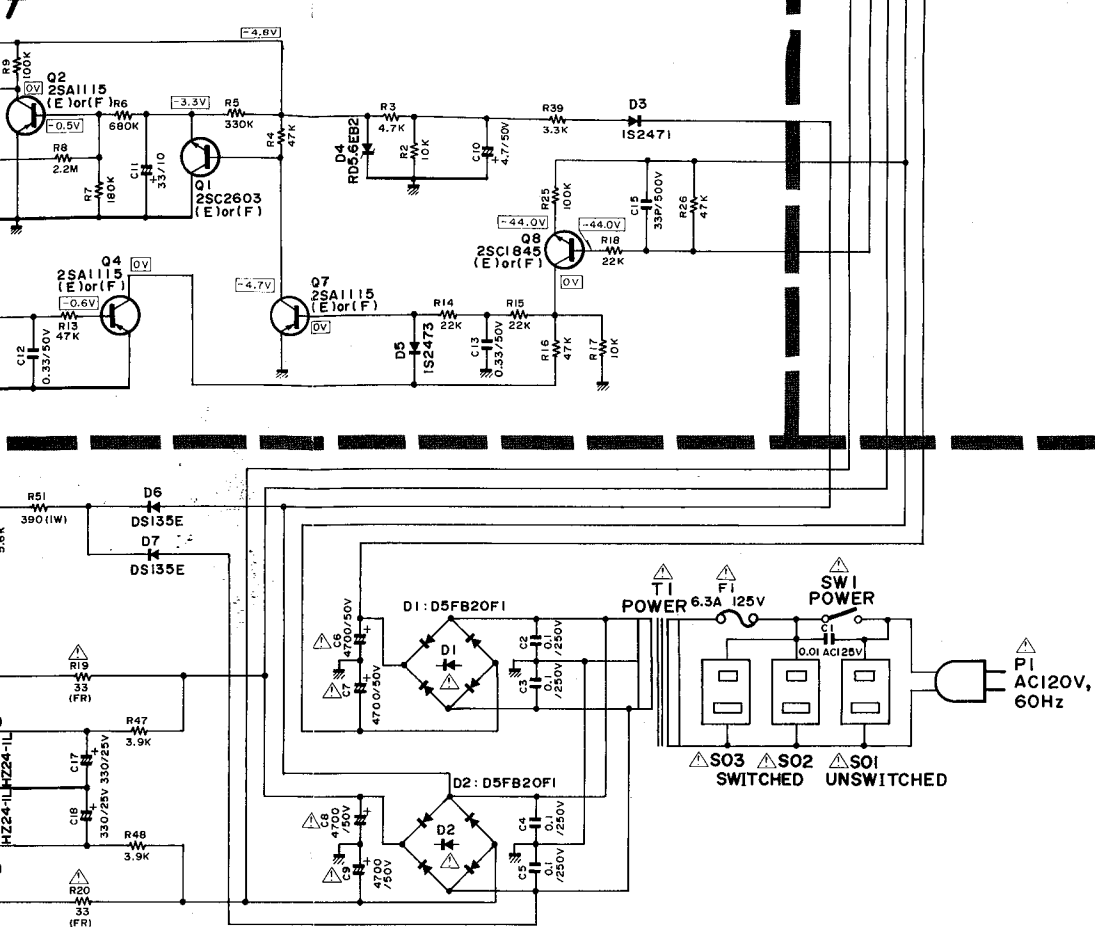 -4.8V
R9
100K
0V
Q2
2SA1115
(E)or(F)
-0.5V
R6
680K
-3.3V
R5
330K
R4
47K
R8
2.2M
R7
180K
C11
33/10
+
Q1
2SC2603
(E)or(F)
D4
RD5.6EB2
R3
4.7K
R2
10K
C10
4.7/50V
+
R39
3.3K
D3
1S2471
R25
100K
C15
33P/500V
R26
47K
-44.0V
-44.0V
Q8
2SC1845
(E)or(F)
R18
22K
0V
Q4
2SA1115
(E)or(F)
0V
-0.6V
R13
47K
C12
0.33/50V
-4.7V
Q7
2SA1115
(E)or(F)
0V
R14
22K
R15
22K
D5
1S2473
C13
0.33/50V
R16
47K
R17
10K
R51
390(1W)
5.6K
D6
DS135E
D7
DS135E
D1:D5FB20F1
C6
4700/50V
+
C7
4700/50V
+
D1
C2
0.1
/250V
C3
0.1
/250V
T1
POWER
F1
6.3A 125V
SW1
POWER
C1
0.01 AC125V
P1
AC120V,
60Hz
SO3
SO2
SO1
SWITCHED
UNSWITCHED
R19
33
(FR)
R47
3.9K
HZ24-1L
HZ24-1L
C17
330/25V
+
C18
330/25V
+
R48
3.9K
R20
33
(FR)
D2:D5FB20F1
C8
4700
/50V
+
C9
4700
/50V
+
D2
C4
0.1
/250V
C5
0.1
/250V